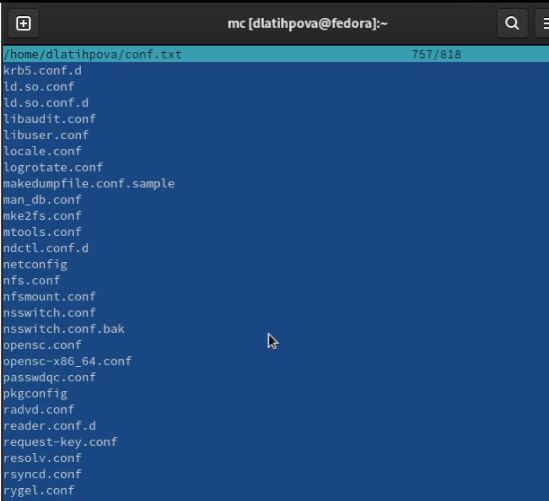 mc [dlatihpova@fedora]:~
/home/dlatihpova/conf.txt 757/818
krb5.conf.d
ld.so.conf
ld.so.conf.d
libaudit.conf
libuser.conf
locale.conf
logrotate.conf
makedumpfile.conf.sample
man_db.conf
mke2fs.conf
mtools.conf
ndctl.conf.d
netconfig
nfs.conf
nfsmount.conf
nsswitch.conf
nsswitch.conf.bak
opensc.conf
opensc-x86_64.conf
passwdqc.conf
pkgconfig
radvd.conf
reader.conf.d
request-key.conf
resolv.conf
rsyncd.conf
rygel.conf